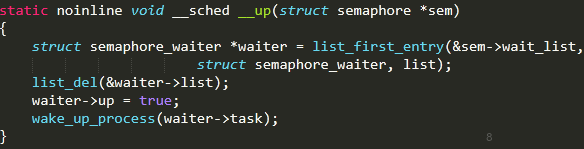 static noinline void __sched __up(struct semaphore *sem)
{
    struct semaphore_waiter *waiter = list_first_entry(&sem->wait_list,
                        struct semaphore_waiter, list);
    list_del(&waiter->list);
    waiter->up = true;
    wake_up_process(waiter->task);
}
8